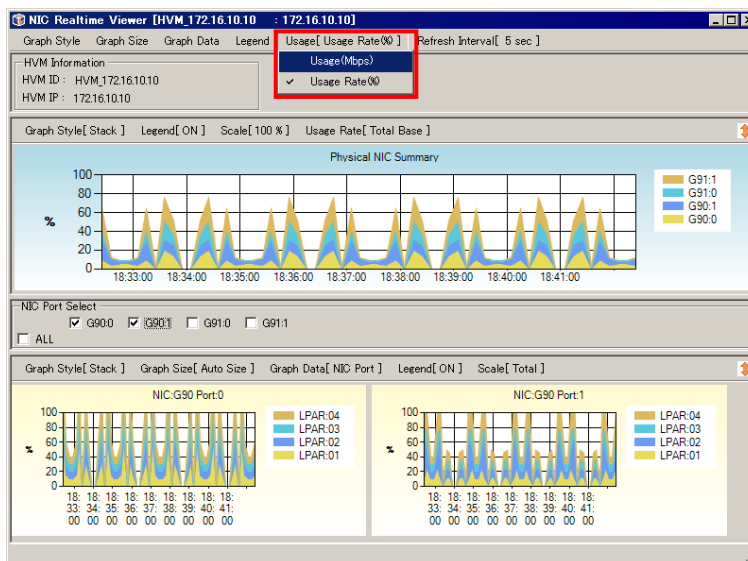 NIC Realtime Viewer [HVM_172.16.10.10 : 172.16.10.10]
Graph Style Graph Size Graph Data Legend Usage[ Usage Rate(%) ] Refresh Interval[ 5 sec ]
Usage(Mbps)
✓ Usage Rate(%)
HVM Information
HVM ID : HVM_172.16.10.10
HVM IP : 172.16.10.10
Graph Style[ Stack ] Legend[ ON ] Scale[ 100 % ] Usage Rate[ Total Base ]
Physical NIC Summary
100
80
60
%
40
20
0
18:33:00 18:34:00 18:35:00 18:36:00 18:37:00 18:38:00 18:39:00 18:40:00 18:41:00
G91:1
G91:0
G90:1
G90:0
NIC Port Select
G90:0 G90:1 G91:0 G91:1
ALL
Graph Style[ Stack ] Graph Size[ Auto Size ] Graph Data[ NIC Port ] Legend[ ON ] Scale[ Total ]
NIC:G90 Port:0
100
80
60
%
40
20
0
18: 18: 18: 18: 18: 18: 18: 18: 18:
33: 34: 35: 36: 37: 38: 39: 40: 41:
00 00 00 00 00 00 00 00 00
LPAR:04
LPAR:03
LPAR:02
LPAR:01
NIC:G90 Port:1
100
80
60
%
40
20
0
18: 18: 18: 18: 18: 18: 18: 18: 18:
33: 34: 35: 36: 37: 38: 39: 40: 41:
00 00 00 00 00 00 00 00 00
LPAR:04
LPAR:03
LPAR:02
LPAR:01